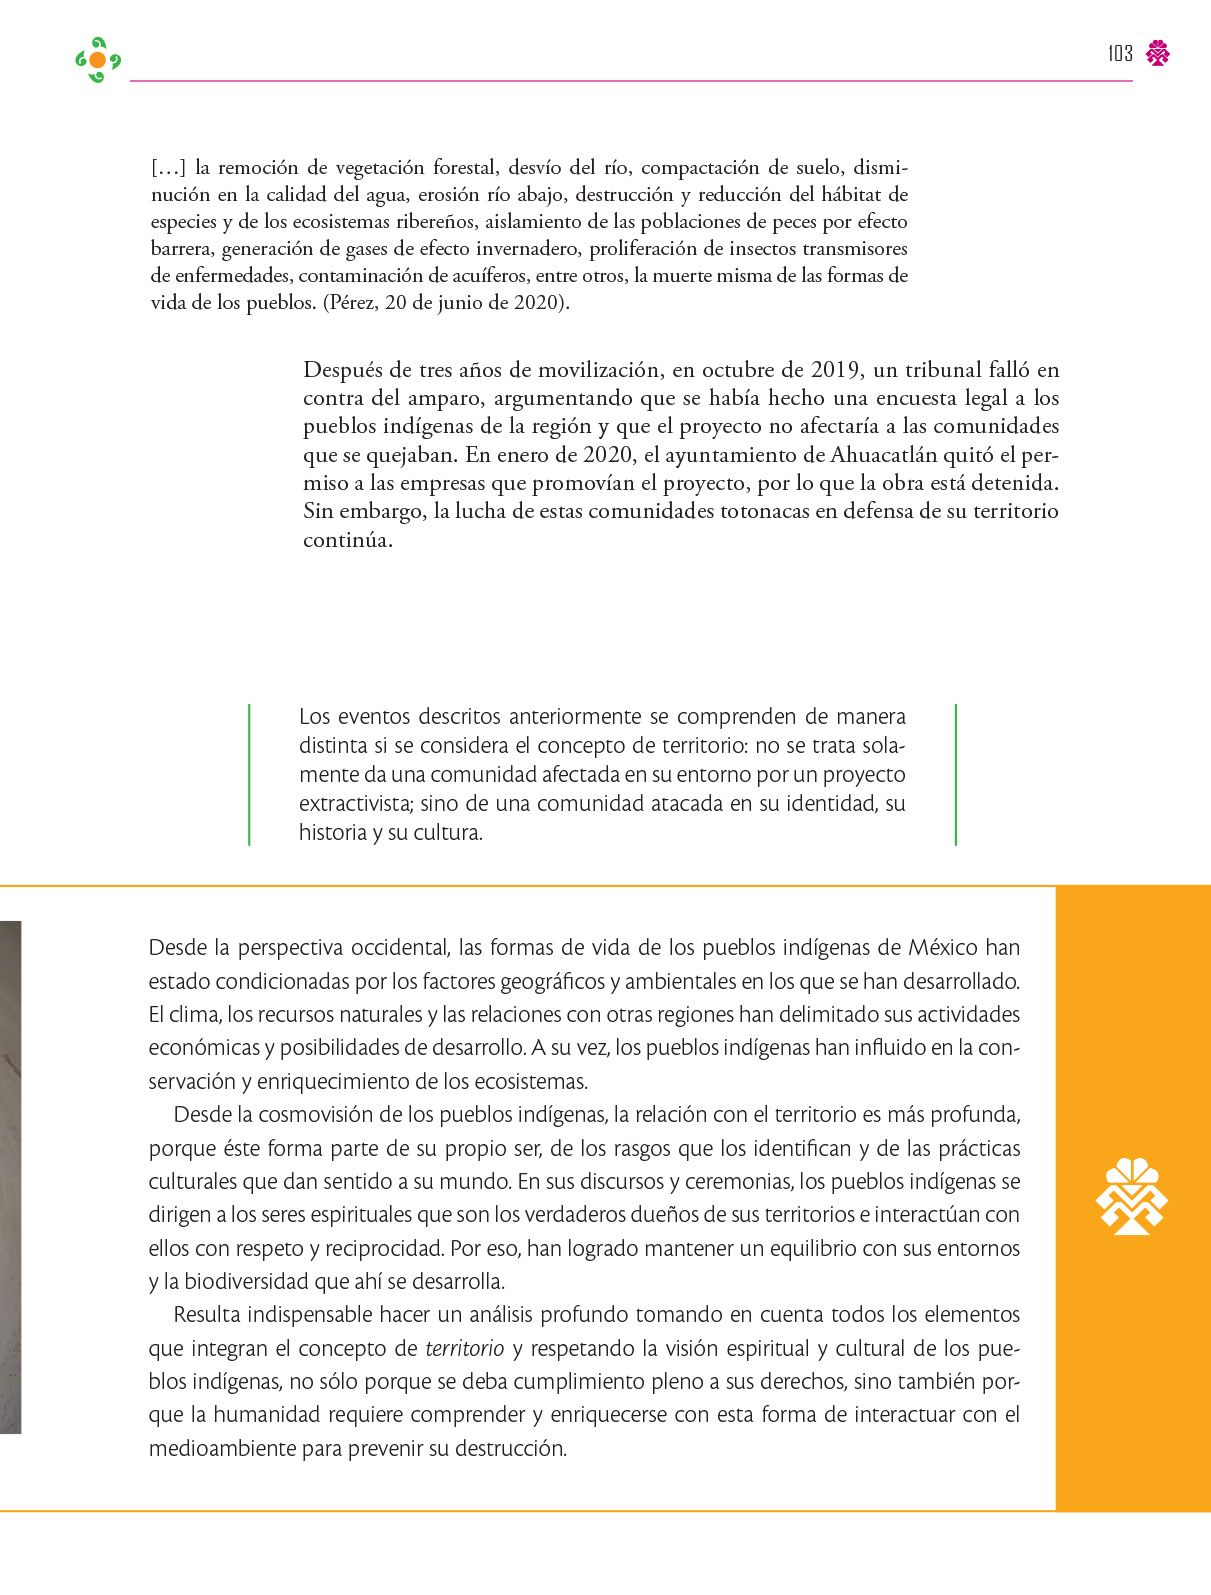 103
[…] la remoción de vegetación forestal, desvío del río, compactación de suelo, dismi-
nución en la calidad del agua, erosión río abajo, destrucción y reducción del hábitat de
especies y de los ecosistemas ribereños, aislamiento de las poblaciones de peces por efecto
barrera, generación de gases de efecto invernadero, proliferación de insectos transmisores
de enfermedades, contaminación de acuíferos, entre otros, la muerte misma de las formas de
vida de los pueblos. (Pérez, 20 de junio de 2020).
Después de tres años de movilización, en octubre de 2019, un tribunal falló en
contra del amparo, argumentando que se había hecho una encuesta legal a los
pueblos indígenas de la región y que el proyecto no afectaría a las comunidades
que se quejaban. En enero de 2020, el ayuntamiento de Ahuacatlán quitó el per-
miso a las empresas que promovían el proyecto, por lo que la obra está detenida.
Sin embargo, la lucha de estas comunidades totonacas en defensa de su territorio
continúa.
Los eventos descritos anteriormente se comprenden de manera
distinta si se considera el concepto de territorio: no se trata sola-
mente da una comunidad afectada en su entorno por un proyecto
extractivista; sino de una comunidad atacada en su identidad, su
historia y su cultura.
Desde la perspectiva occidental, las formas de vida de los pueblos indígenas de México han
estado condicionadas por los factores geográficos y ambientales en los que se han desarrollado.
El clima, los recursos naturales y las relaciones con otras regiones han delimitado sus actividades
económicas y posibilidades de desarrollo. A su vez, los pueblos indígenas han influido en la con-
servación y enriquecimiento de los ecosistemas.
Desde la cosmovisión de los pueblos indígenas, la relación con el territorio es más profunda,
porque éste forma parte de su propio ser, de los rasgos que los identifican y de las prácticas
culturales que dan sentido a su mundo. En sus discursos y ceremonias, los pueblos indígenas se
dirigen a los seres espirituales que son los verdaderos dueños de sus territorios e interactúan con
ellos con respeto y reciprocidad. Por eso, han logrado mantener un equilibrio con sus entornos
y la biodiversidad que ahí se desarrolla.
Resulta indispensable hacer un análisis profundo tomando en cuenta todos los elementos
que integran el concepto de territorio y respetando la visión espiritual y cultural de los pue-
blos indígenas, no sólo porque se deba cumplimiento pleno a sus derechos, sino también por-
que la humanidad requiere comprender y enriquecerse con esta forma de interactuar con el
medioambiente para prevenir su destrucción.